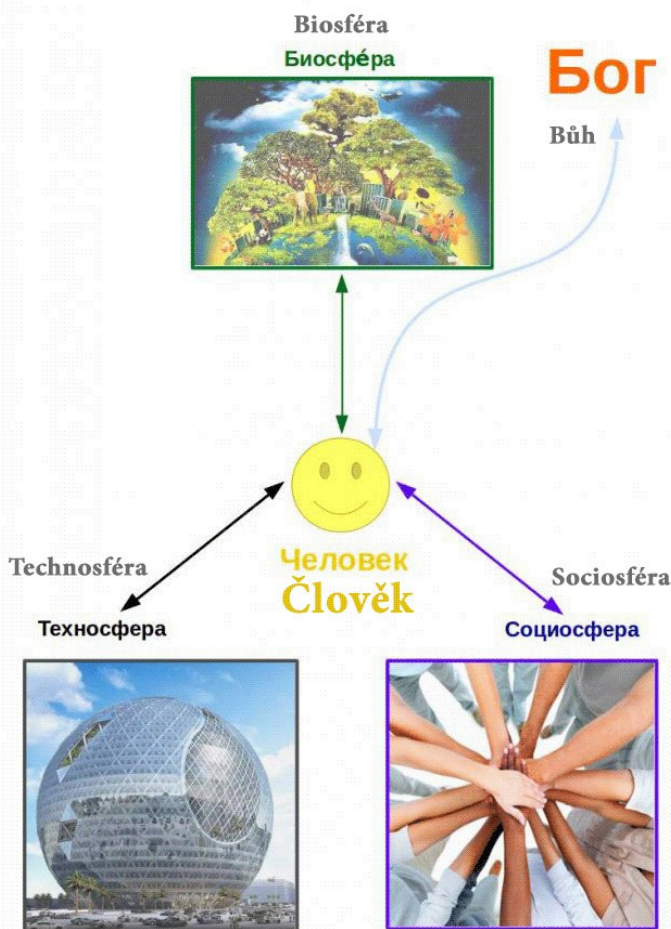 Biosféra
Биосфе́ра
Бог
Bůh
Человек
Člověk
Technosféra
Техносфера
Sociosféra
Социосфера